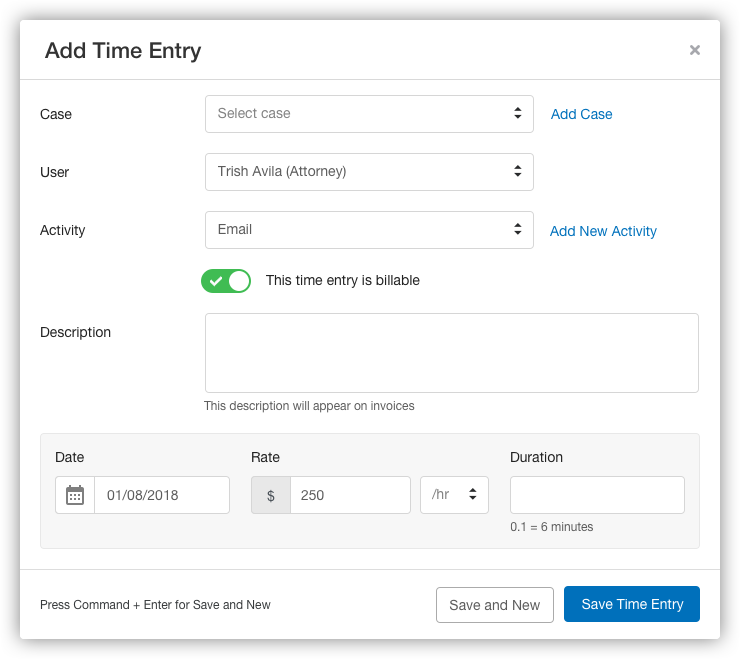 Add Time Entry ×
Case Select case Add Case
User Trish Avila (Attorney)
Activity Email Add New Activity
This time entry is billable
Description
This description will appear on invoices
Date Rate Duration
01/08/2018 $ 250 /hr
0.1 = 6 minutes
Press Command + Enter for Save and New Save and New Save Time Entry